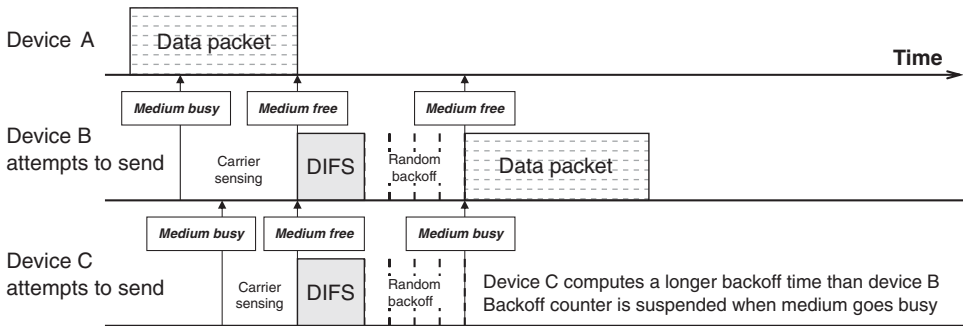 Device A
Data packet
Time
Medium busy
Medium free
Medium free
Device B
attempts to send
Carrier
sensing
DIFS
Random
backoff
Data packet
Medium busy
Medium free
Medium busy
Device C
attempts to send
Carrier
sensing
DIFS
Random
backoff
Device C computes a longer backoff time than device B
Backoff counter is suspended when medium goes busy